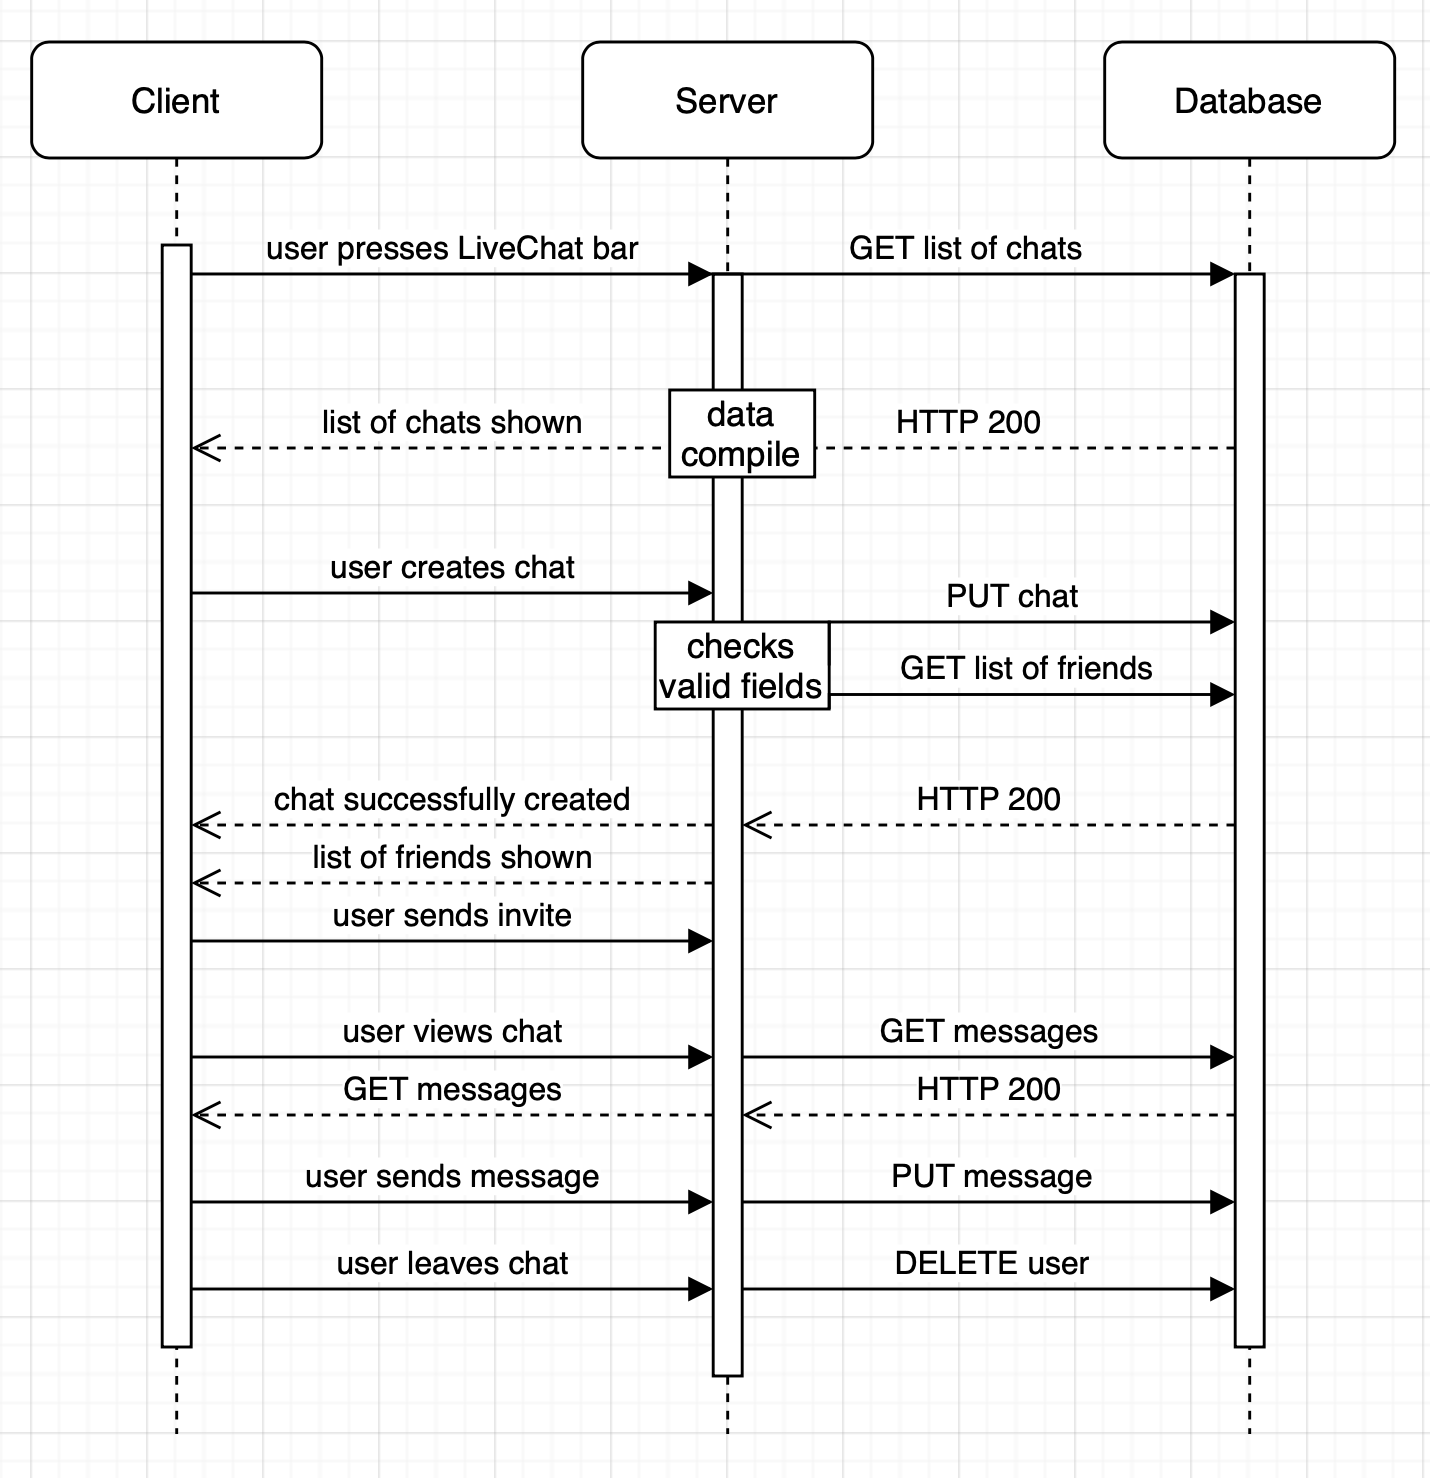 Client
Server
Database
user presses LiveChat bar
GET list of chats
list of chats shown
data
compile
HTTP 200
user creates chat
PUT chat
checks
valid fields
GET list of friends
chat successfully created
HTTP 200
list of friends shown
user sends invite
user views chat
GET messages
GET messages
HTTP 200
user sends message
PUT message
user leaves chat
DELETE user